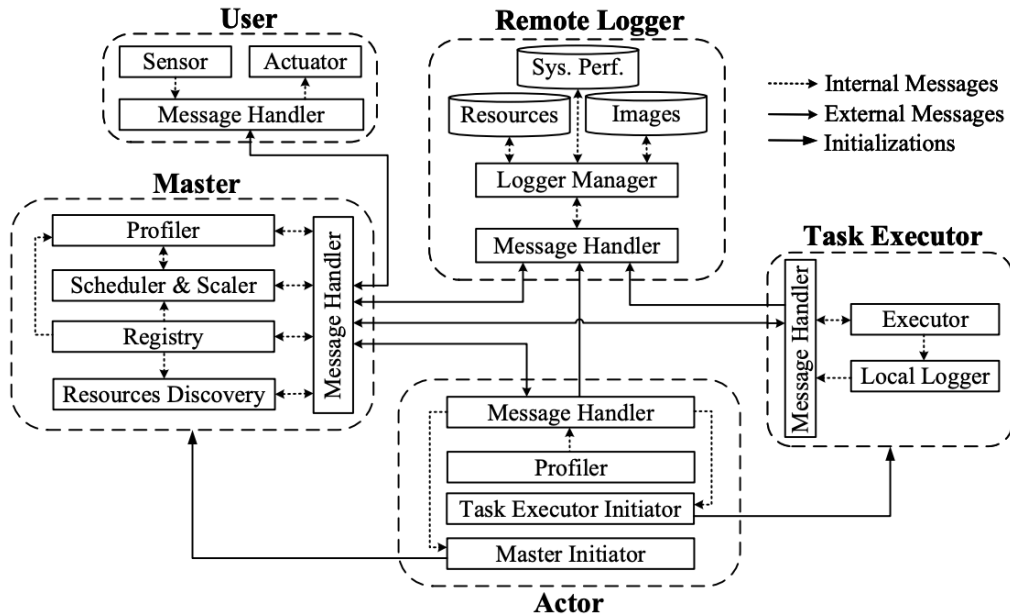 User
Sensor
Actuator
Message Handler
Remote Logger
Sys. Perf.
Resources
Images
Logger Manager
Message Handler
Internal Messages
External Messages
Initializations
Master
Profiler
Scheduler & Scaler
Registry
Resources Discovery
Message Handler
Task Executor
Message Handler
Executor
Local Logger
Message Handler
Profiler
Task Executor Initiator
Master Initiator
Actor